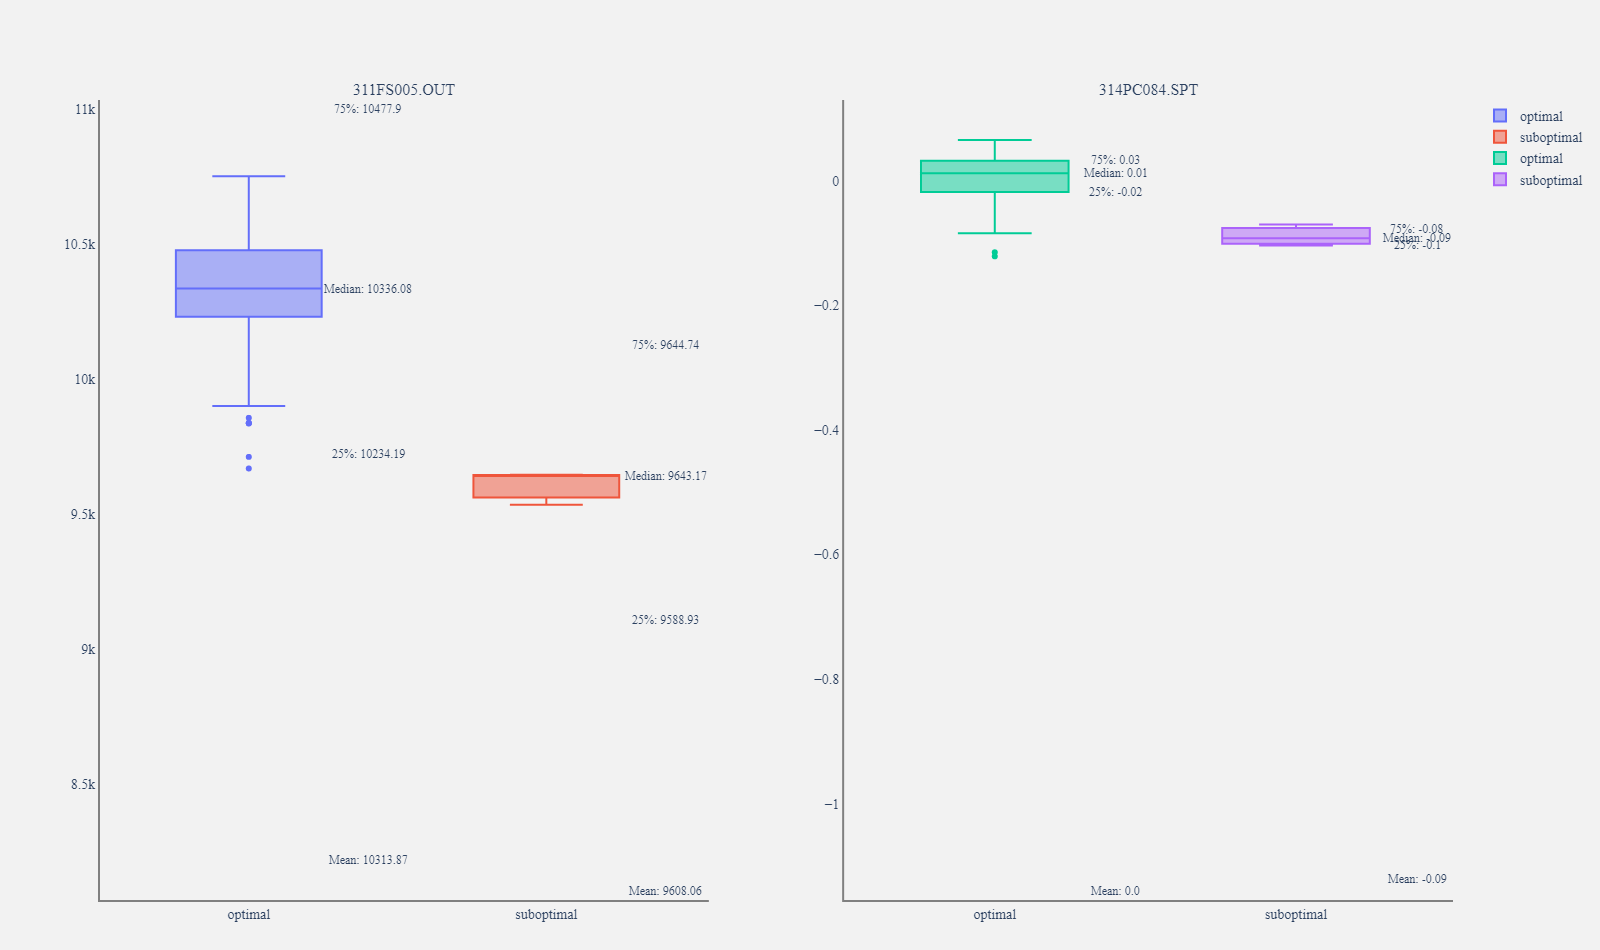 311FS005.OUT
11k
10.5k
10k
9.5k
9k
8.5k
75%: 10477.9
Median: 10336.08
25%: 10234.19
Mean: 10313.87
75%: 9644.74
Median: 9643.17
25%: 9588.93
Mean: 9608.06
optimal
suboptimal
314PC084.SPT
0
−0.2
−0.4
−0.6
−0.8
−1
75%: 0.03
Median: 0.01
25%: -0.02
Mean: 0.0
75%: -0.08
Median: -0.09
25%: -0.1
Mean: -0.09
optimal
suboptimal
optimal
suboptimal
optimal
suboptimal